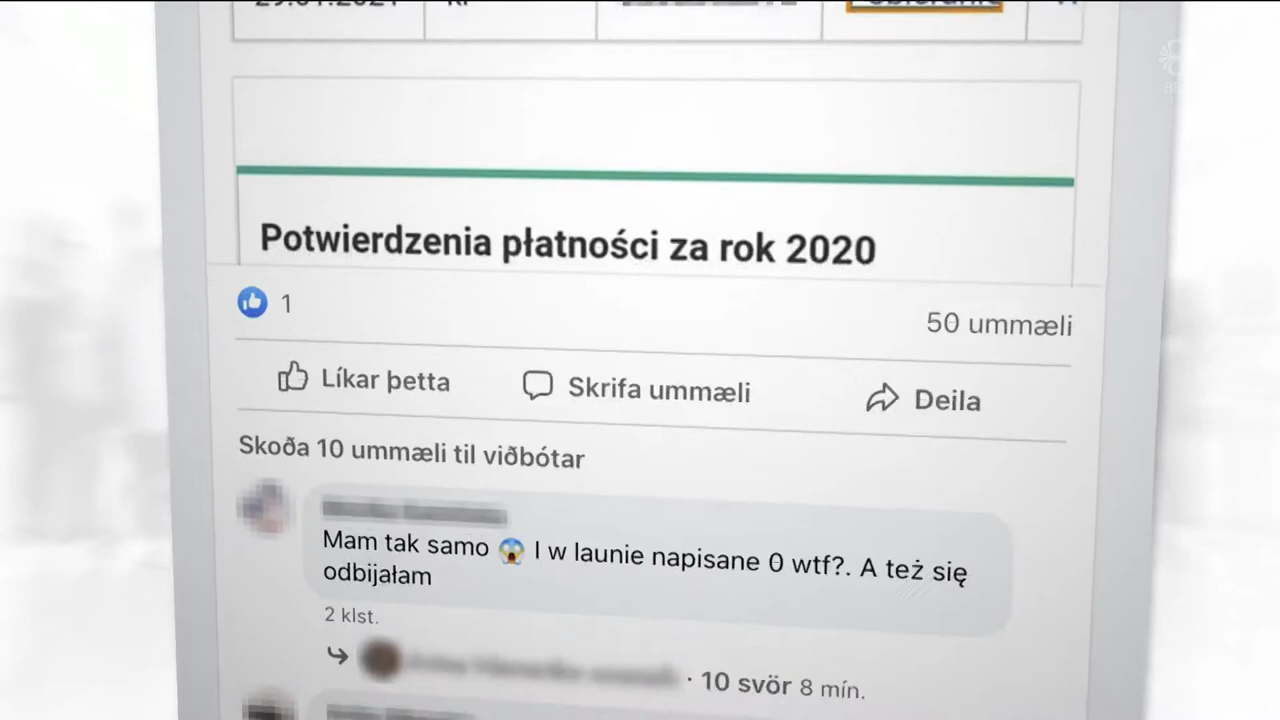 Potwierdzenia płatności za rok 2020
1
50 ummæli
Líkar þetta
Skrifa ummæli
Deila
Skoða 10 ummæli til viðbótar
Mam tak samo 😱 I w launie napisane 0 wtf?. A też się
odbijałam
2 klst.
· 10 svör 8 mín.